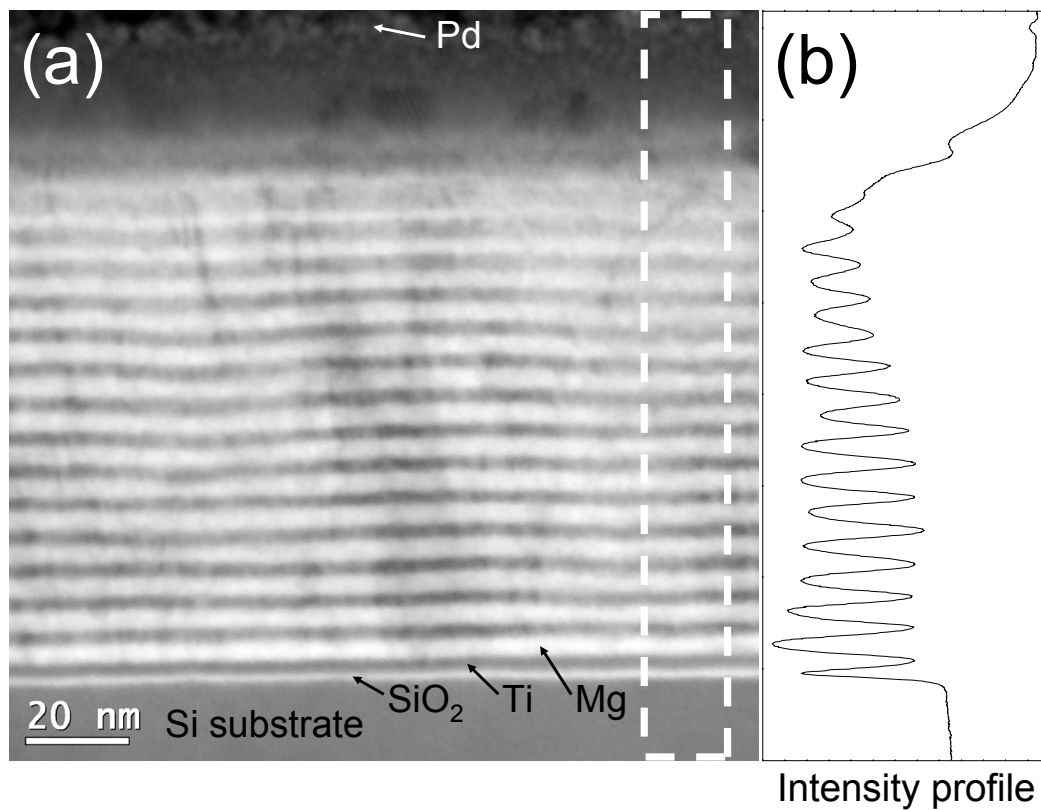 (a)
Pd
(b)
SiO₂
Ti
Mg
20 nm
Si substrate
Intensity profile